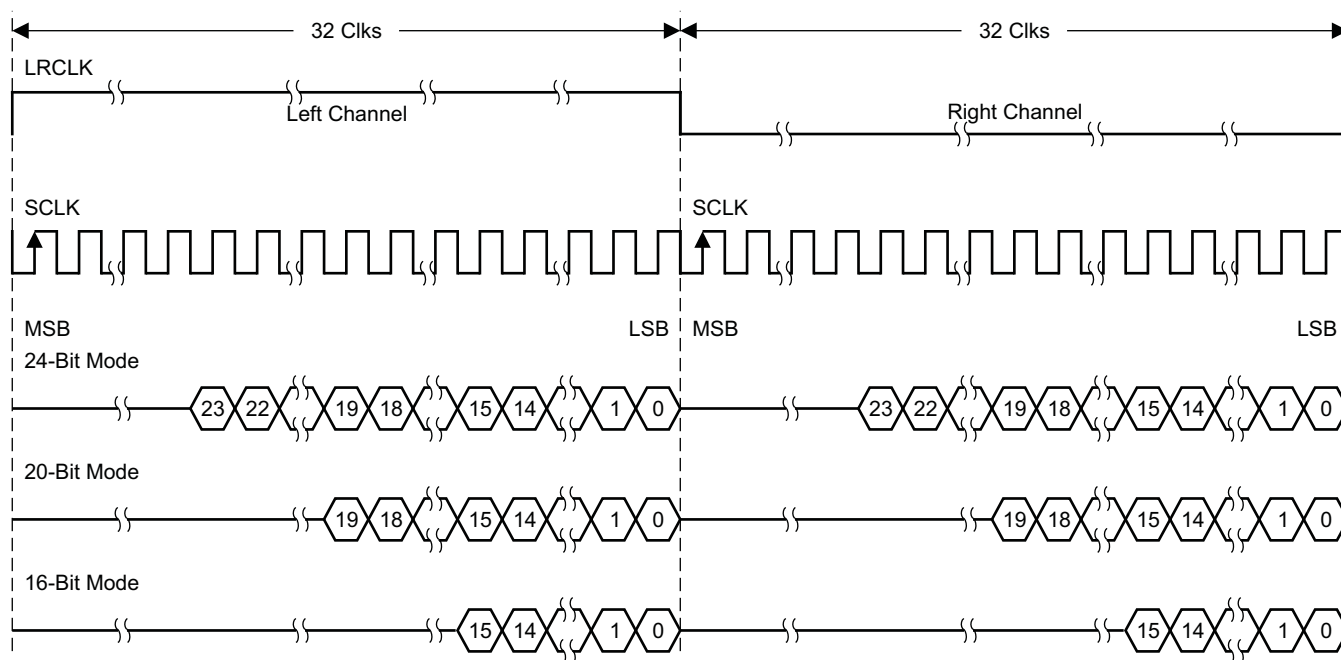 32 Clks 32 Clks
LRCLK
Left Channel Right Channel
SCLK SCLK
MSB LSB MSB LSB
24-Bit Mode
23 22 19 18 15 14 1 0 23 22 19 18 15 14 1 0
20-Bit Mode
19 18 15 14 1 0 19 18 15 14 1 0
16-Bit Mode
15 14 1 0 15 14 1 0